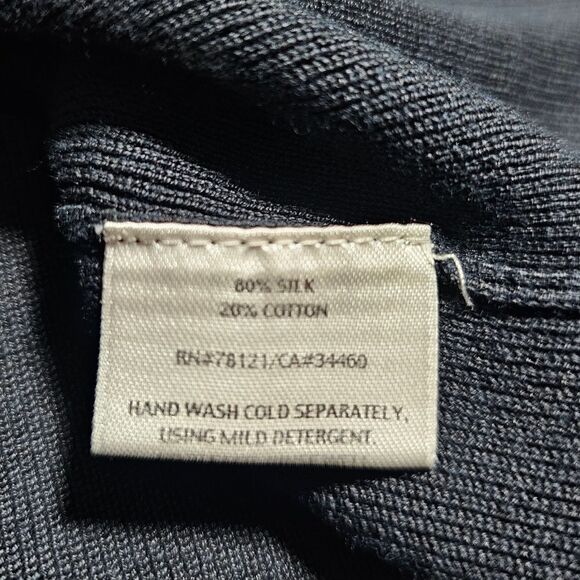 80% SILK
20% COTTON
RN#78121/CA#34460
HAND WASH COLD SEPARATELY,
USING MILD DETERGENT.